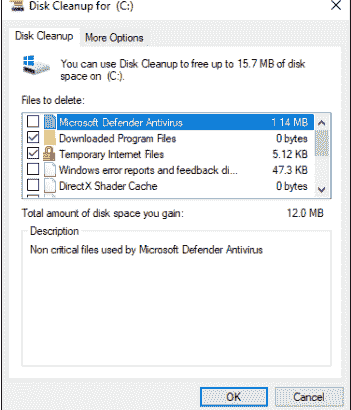 Disk Cleanup for (C:)
Disk Cleanup
More Options
You can use Disk Cleanup to free up to 15.7 MB of disk
space on (C:).
Files to delete:
Microsoft Defender Antivirus 1.14 MB
Downloaded Program Files 0 bytes
Temporary Internet Files 5.12 KB
Windows error reports and feedback di... 47.3 KB
DirectX Shader Cache 0 bytes
Total amount of disk space you gain: 12.0 MB
Description
Non critical files used by Microsoft Defender Antivirus
OK
Cancel